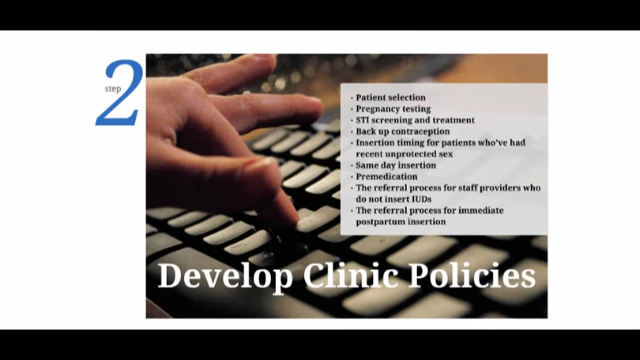 2
step
· Patient selection
· Pregnancy testing
· STI screening and treatment
· Back up contraception
· Insertion timing for patients who've had
recent unprotected sex
· Same day insertion
· Premedication
· The referral process for staff providers who
do not insert IUDs
· The referral process for immediate
postpartum insertion
Develop Clinic Policies